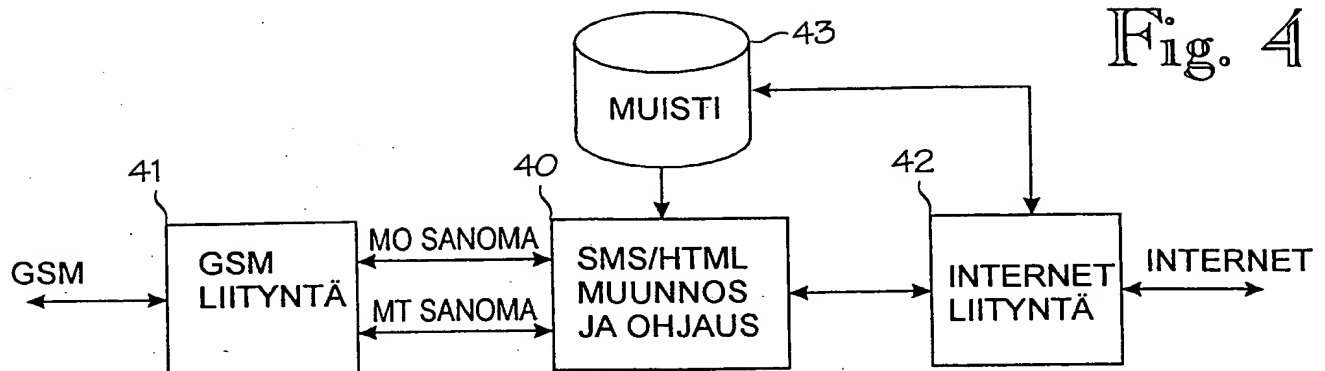 Fig. 4
43
MUISTI
41
40
42
GSM
GSM
LIITYNTÄ
MO SANOMA
MT SANOMA
SMS/HTML
MUUNNOS
JA OHJAUS
INTERNET
LIITYNTÄ
INTERNET